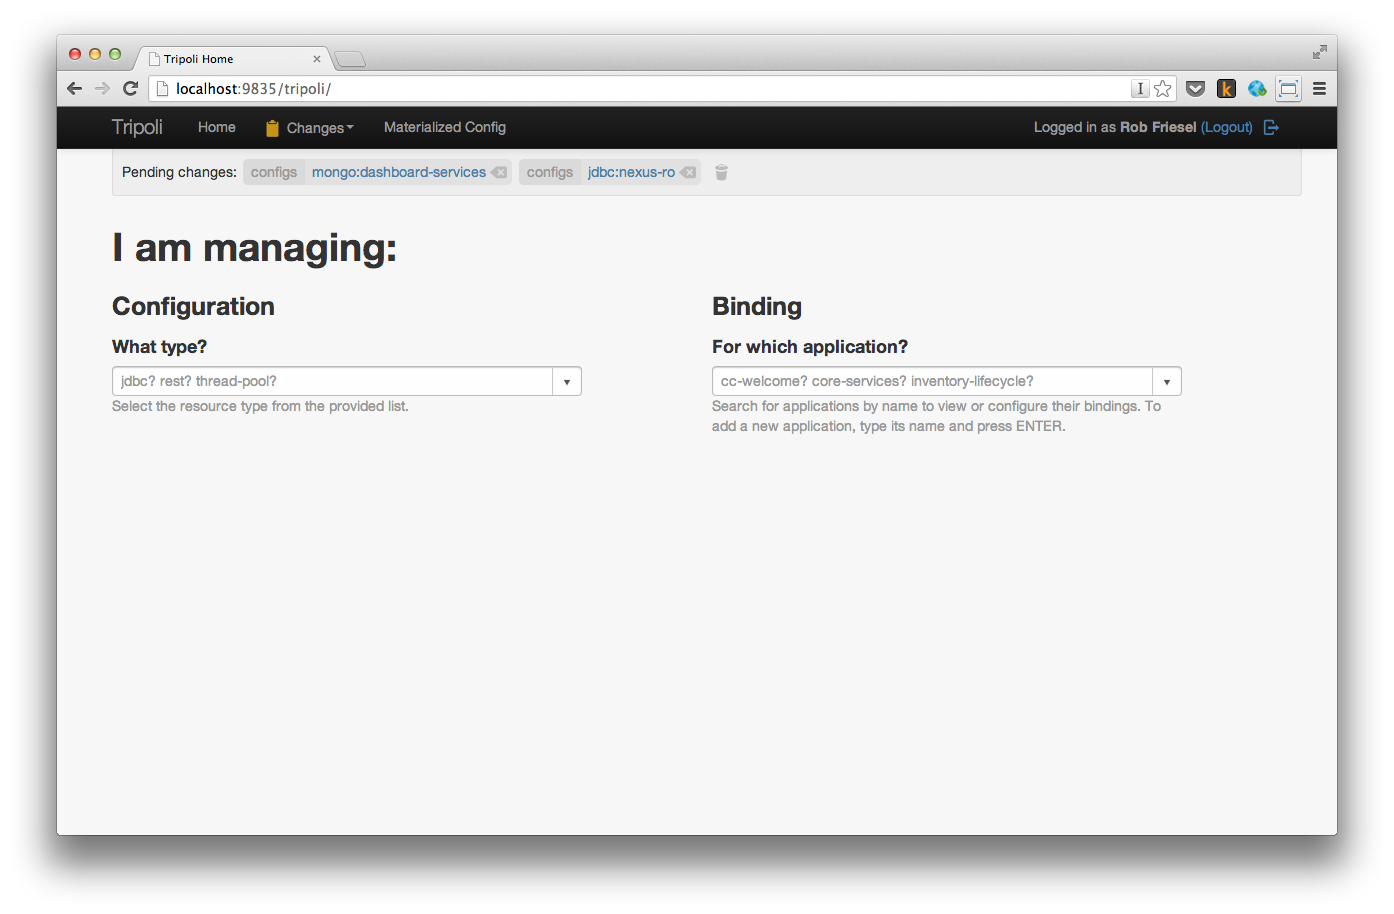 Tripoli Home
localhost:9835/tripoli/
Tripoli Home Changes Materialized Config Logged in as Rob Friesel (Logout)
Pending changes: configs mongo:dashboard-services configs jdbc:nexus-ro
I am managing:
Configuration
What type?
jdbc? rest? thread-pool?
Select the resource type from the provided list.
Binding
For which application?
cc-welcome? core-services? inventory-lifecycle?
Search for applications by name to view or configure their bindings. To
add a new application, type its name and press ENTER.